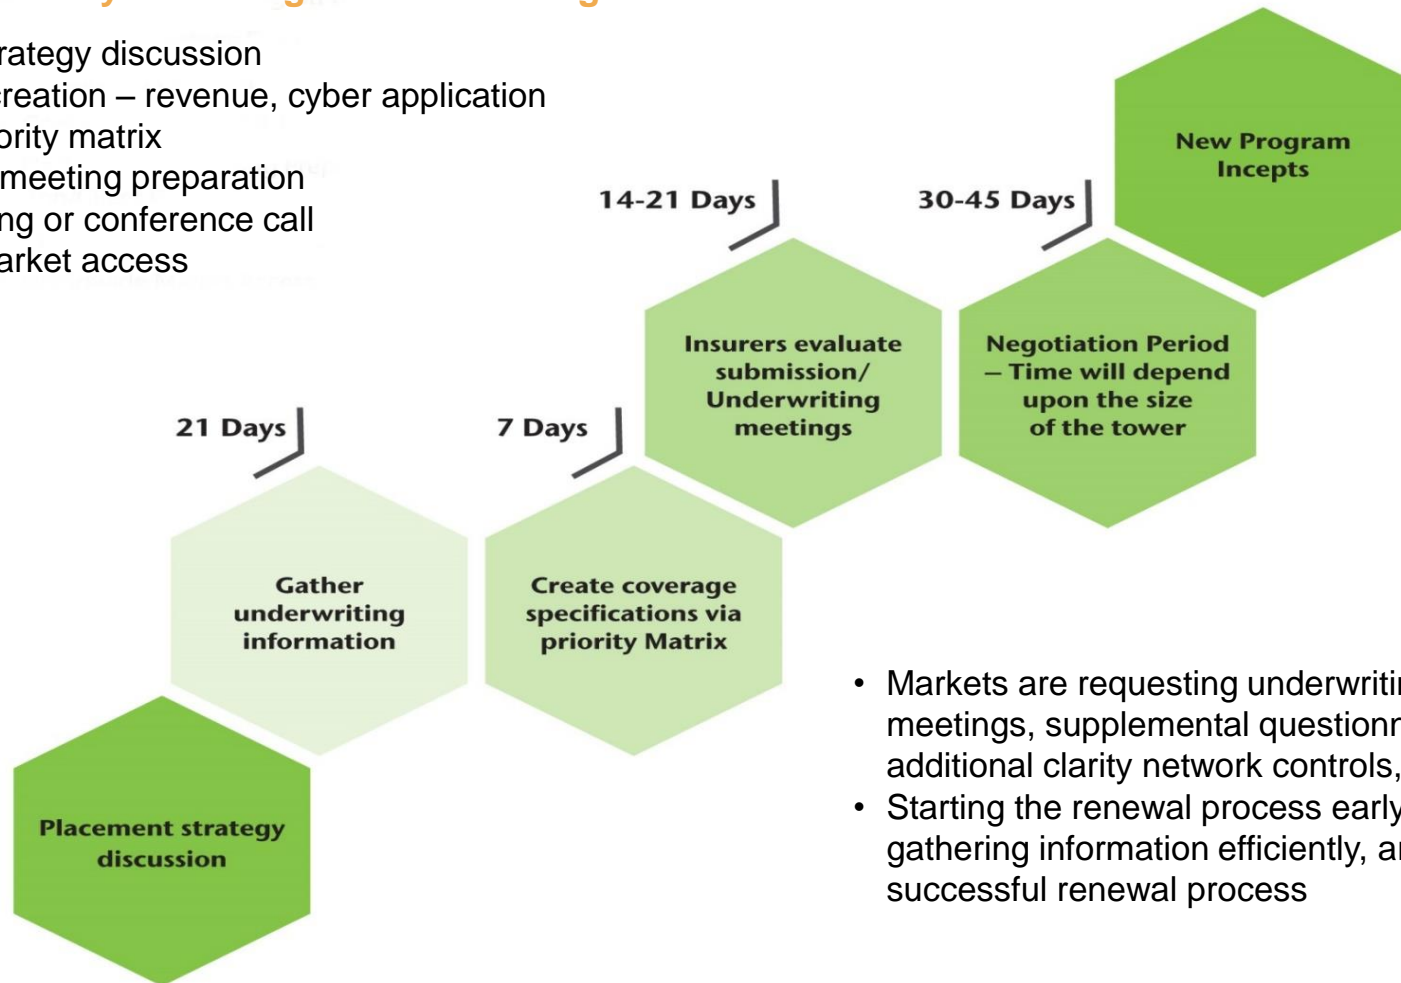 rategy discussion
creation – revenue, cyber application
ority matrix
meeting preparation
ng or conference call
arket access
New Program
Incepts
14-21 Days
30-45 Days
Insurers evaluate
submission/
Underwriting
meetings
Negotiation Period
– Time will depend
upon the size
of the tower
21 Days
7 Days
Gather
underwriting
information
Create coverage
specifications via
priority Matrix
Placement strategy
discussion
• Markets are requesting underwritin
meetings, supplemental questionn
additional clarity network controls,
• Starting the renewal process early
gathering information efficiently, a
successful renewal process